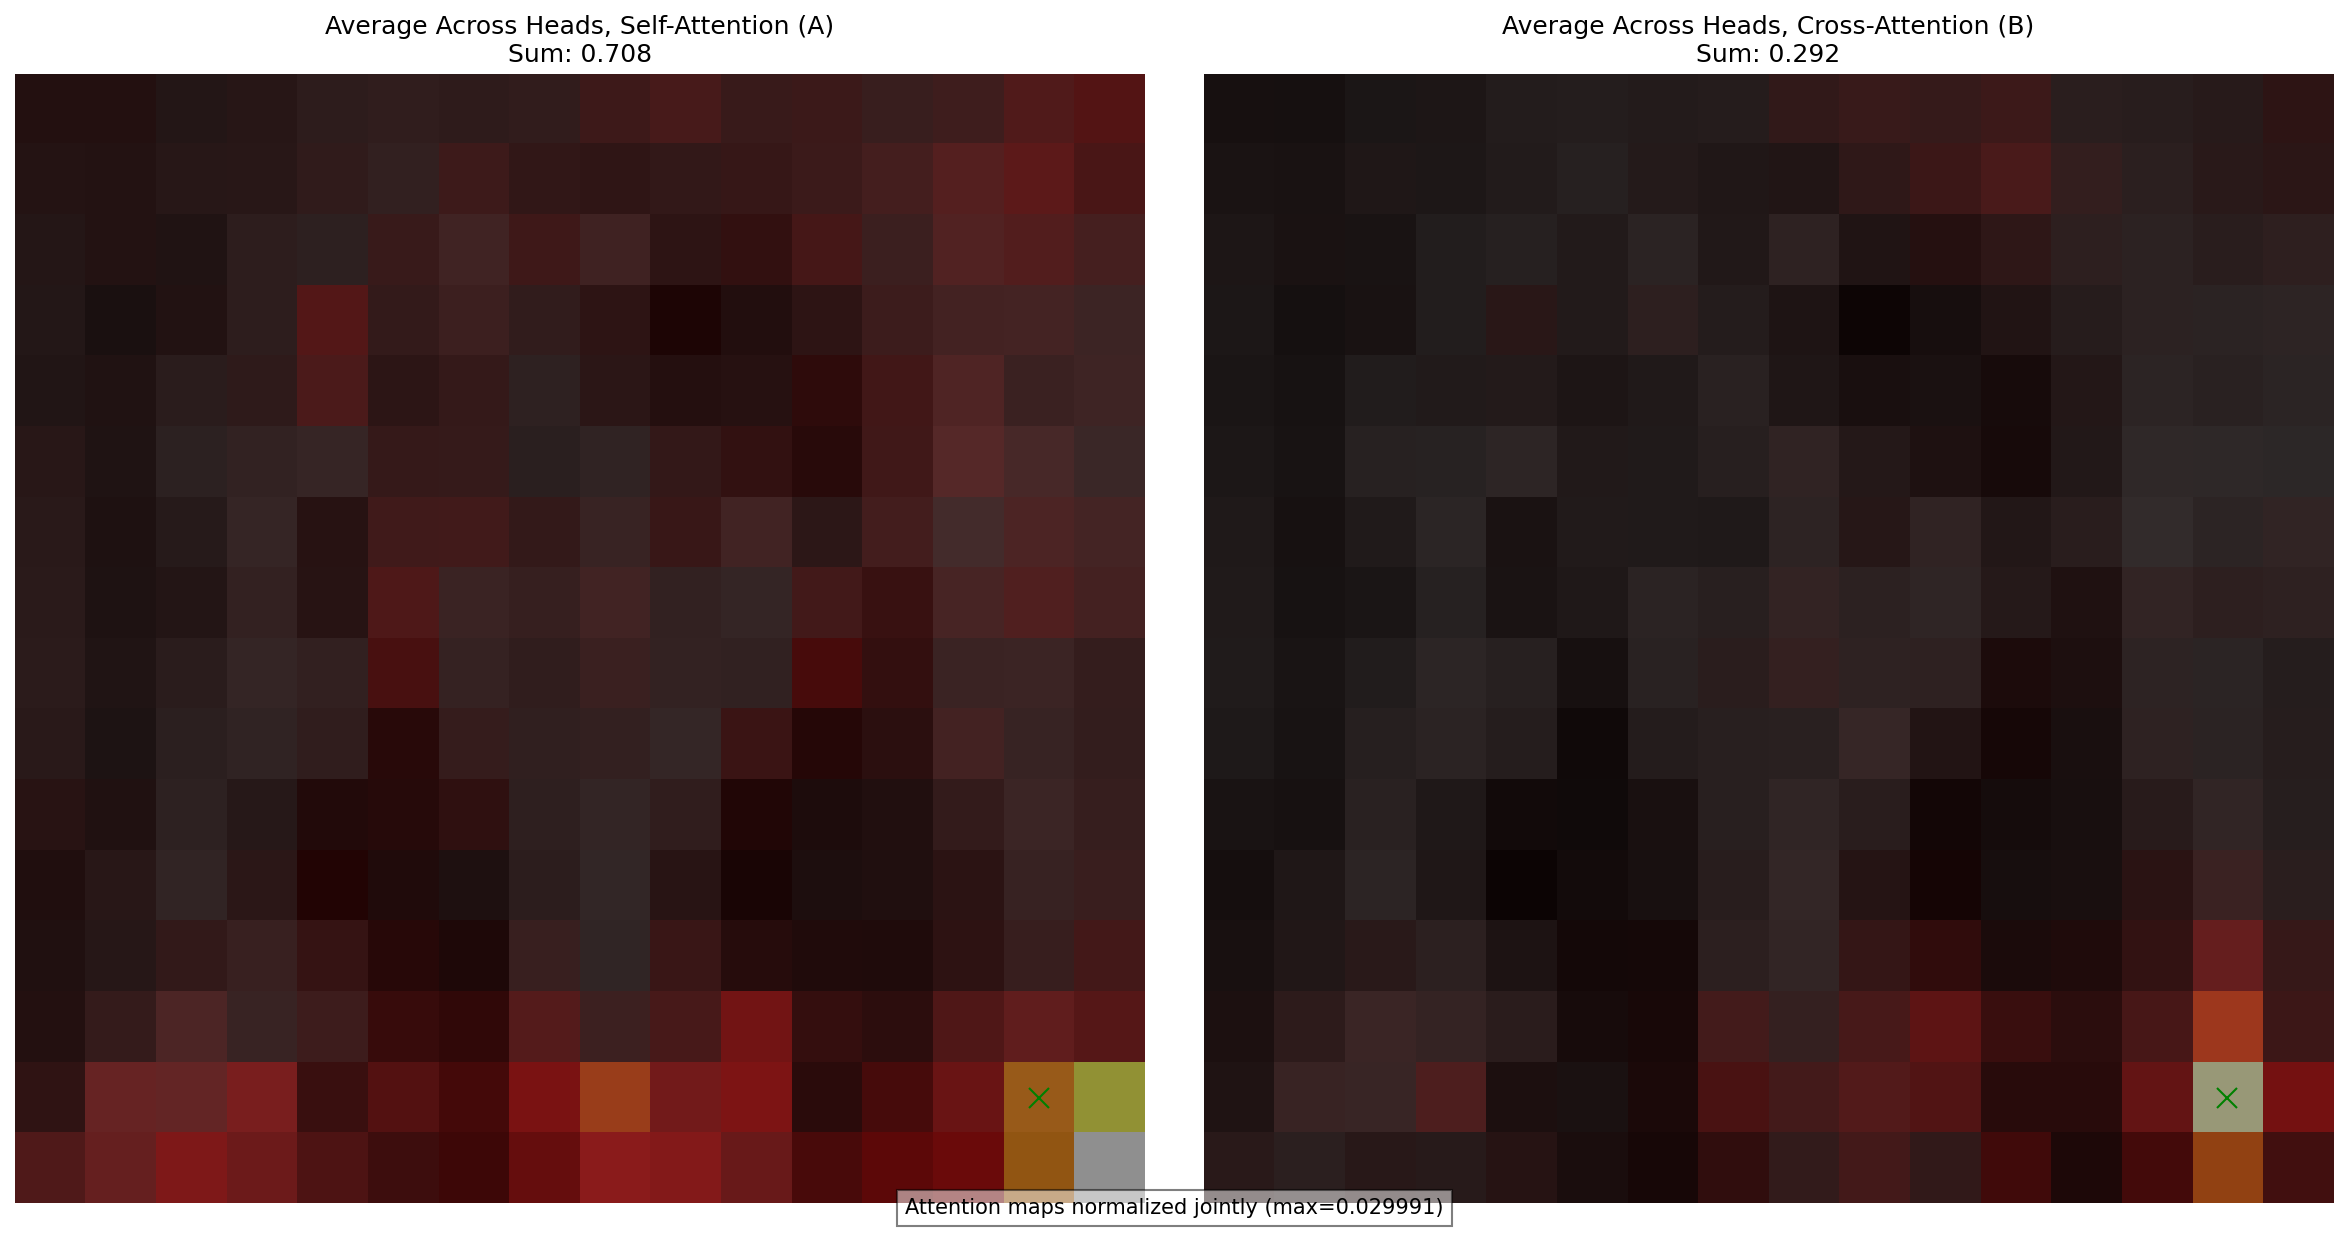 Average Across Heads, Self-Attention (A)
Sum: 0.708
Average Across Heads, Cross-Attention (B)
Sum: 0.292
Attention maps normalized jointly (max=0.029991)